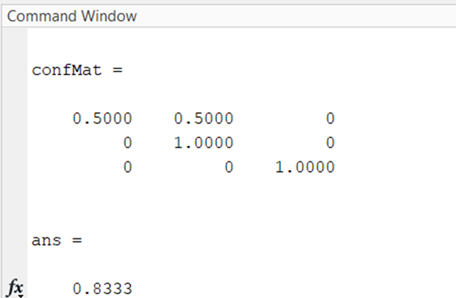 Command Window
confMat =
0.5000 0.5000 0
0 1.0000 0
0 0 1.0000
ans =
fx 0.8333